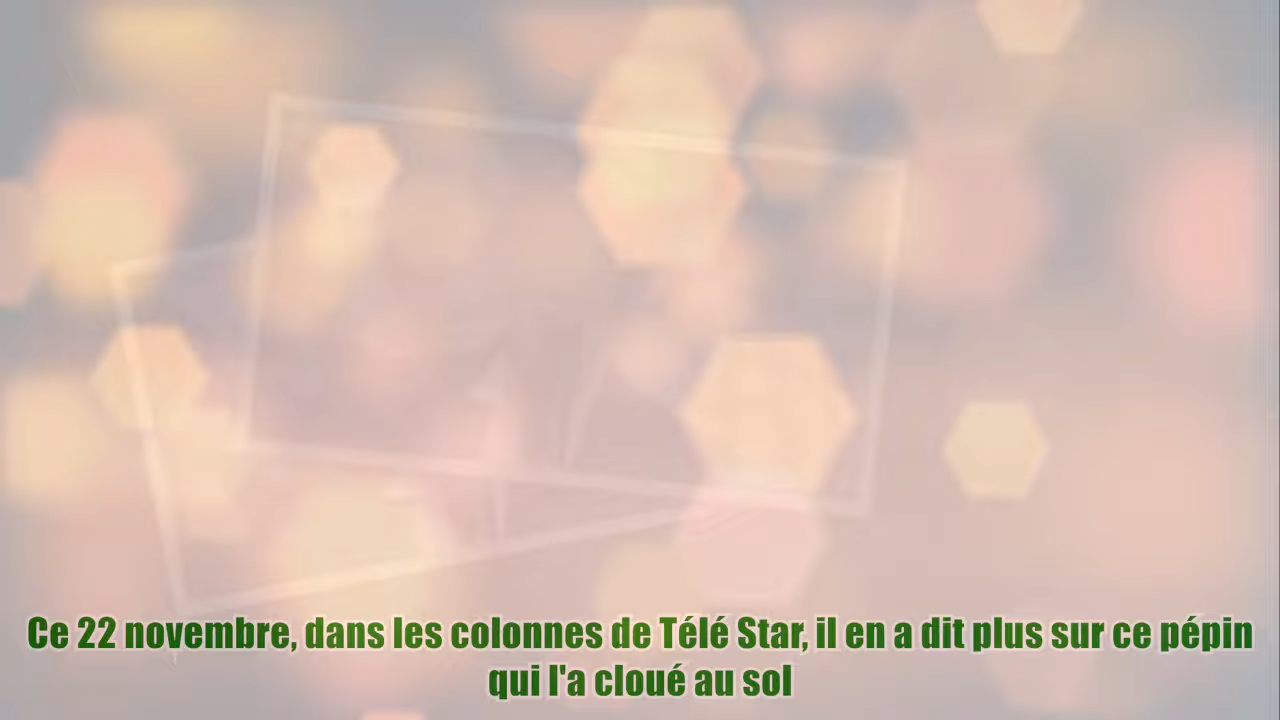 Ce 22 novembre, dans les colonnes de Télé Star, il en a dit plus sur ce pépin
qui l'a cloué au sol